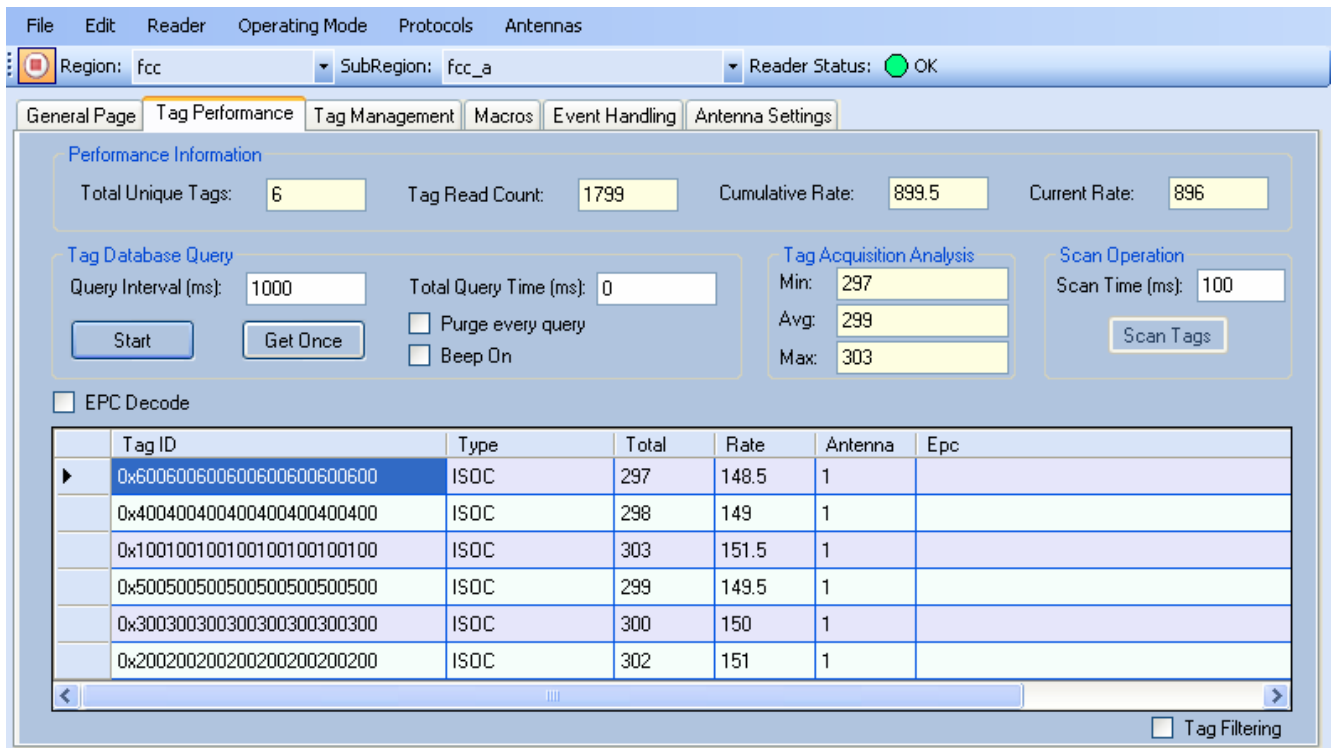 File Edit Reader Operating Mode Protocols Antennas
Region: fcc SubRegion: fcc_a Reader Status: OK
General Page Tag Performance Tag Management Macros Event Handling Antenna Settings
Performance Information
Total Unique Tags: 6 Tag Read Count: 1799 Cumulative Rate: 899.5 Current Rate: 896
Tag Database Query Tag Acquisition Analysis Scan Operation
Query Interval (ms): 1000 Total Query Time (ms): 0 Min: 297 Scan Time (ms): 100
Purge every query Avg: 299
Start Get Once Scan Tags
Beep On Max: 303
EPC Decode
Tag ID Type Total Rate Antenna Epc
0x600600600600600600600600 ISOC 297 148.5 1
0x400400400400400400400400 ISOC 298 149 1
0x100100100100100100100100 ISOC 303 151.5 1
0x500500500500500500500500 ISOC 299 149.5 1
0x300300300300300300300300 ISOC 300 150 1
0x200200200200200200200200 ISOC 302 151 1
Tag Filtering